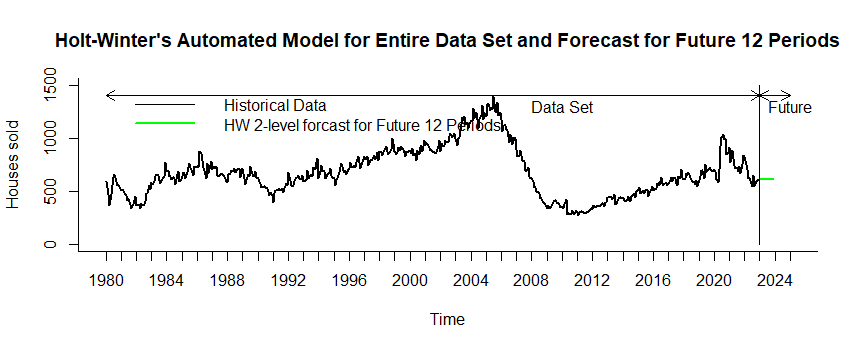 Holt-Winter's Automated Model for Entire Data Set and Forecast for Future 12 Periods
Historical Data
HW 2-level forcast for Future 12 Periods
Data Set
Future
Houses sold
1500
1000
500
0
1980 1984 1988 1992 1996 2000 2004 2008 2012 2016 2020 2024
Time